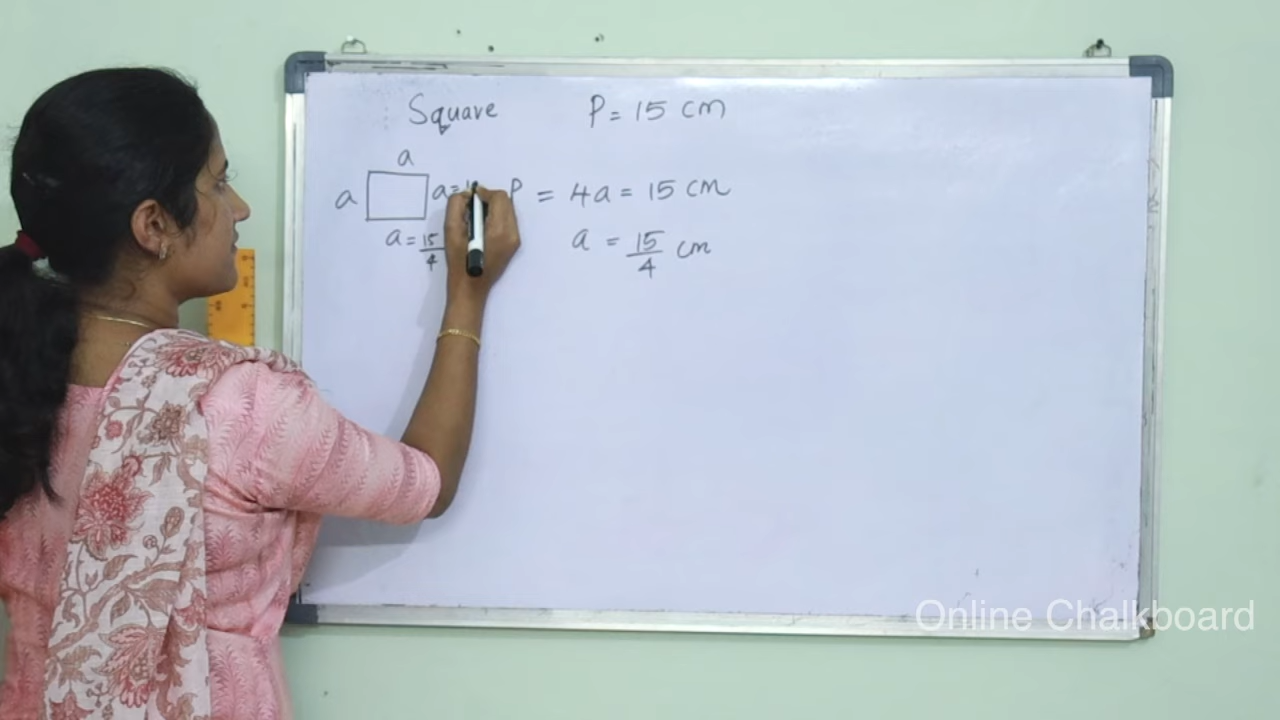 Square P = 15 cm
a
a a = P = 4a = 15 cm
a = 15/4 a = 15/4 cm
Online Chalkboard